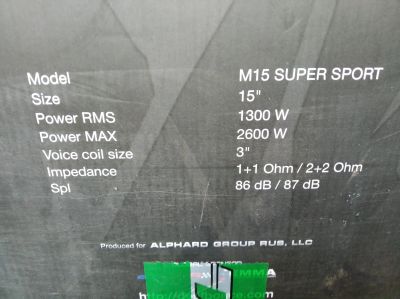 Model M15 SUPER SPORT
Size 15"
Power RMS 1300 W
Power MAX 2600 W
Voice coil size 3"
Impedance 1+1 Ohm / 2+2 Ohm
Spl 86 dB / 87 dB
Produced for ALPHARD GROUP RUS, LLC